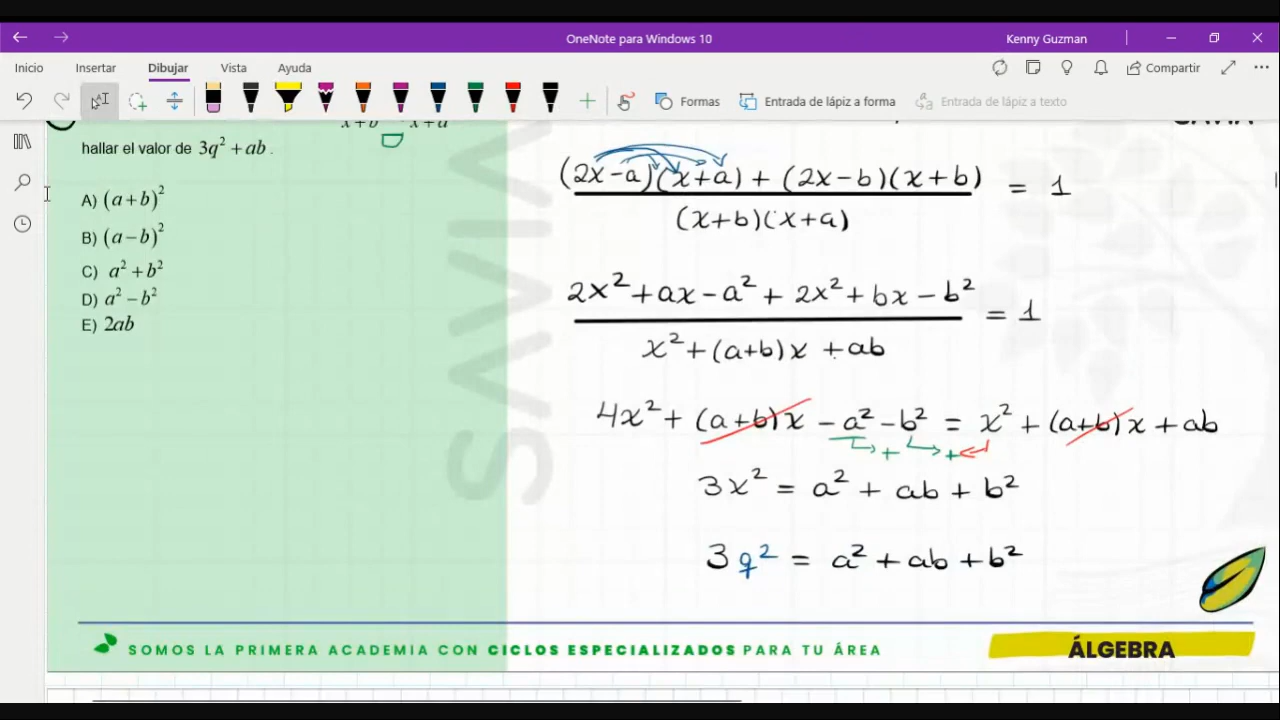 OneNote para Windows 10
Kenny Guzman
Inicio Insertar Dibujar Vista Ayuda
Compartir
Formas
Entrada de lápiz a forma
Entrada de lápiz a texto
x+b x+a
hallar el valor de 3q² + ab .
A) (a+b)²
B) (a−b)²
C) a² + b²
D) a² − b²
E) 2ab
(2x-a)(x+a) + (2x-b)(x+b) = 1
(x+b)(x+a)
2x² + ax - a² + 2x² + bx - b² = 1
x² + (a+b)x + ab
4x² + (a+b)x - a² - b² = x² + (a+b)x + ab
+ +
3x² = a² + ab + b²
3q² = a² + ab + b²
SOMOS LA PRIMERA ACADEMIA CON CICLOS ESPECIALIZADOS PARA TU ÁREA
ÁLGEBRA